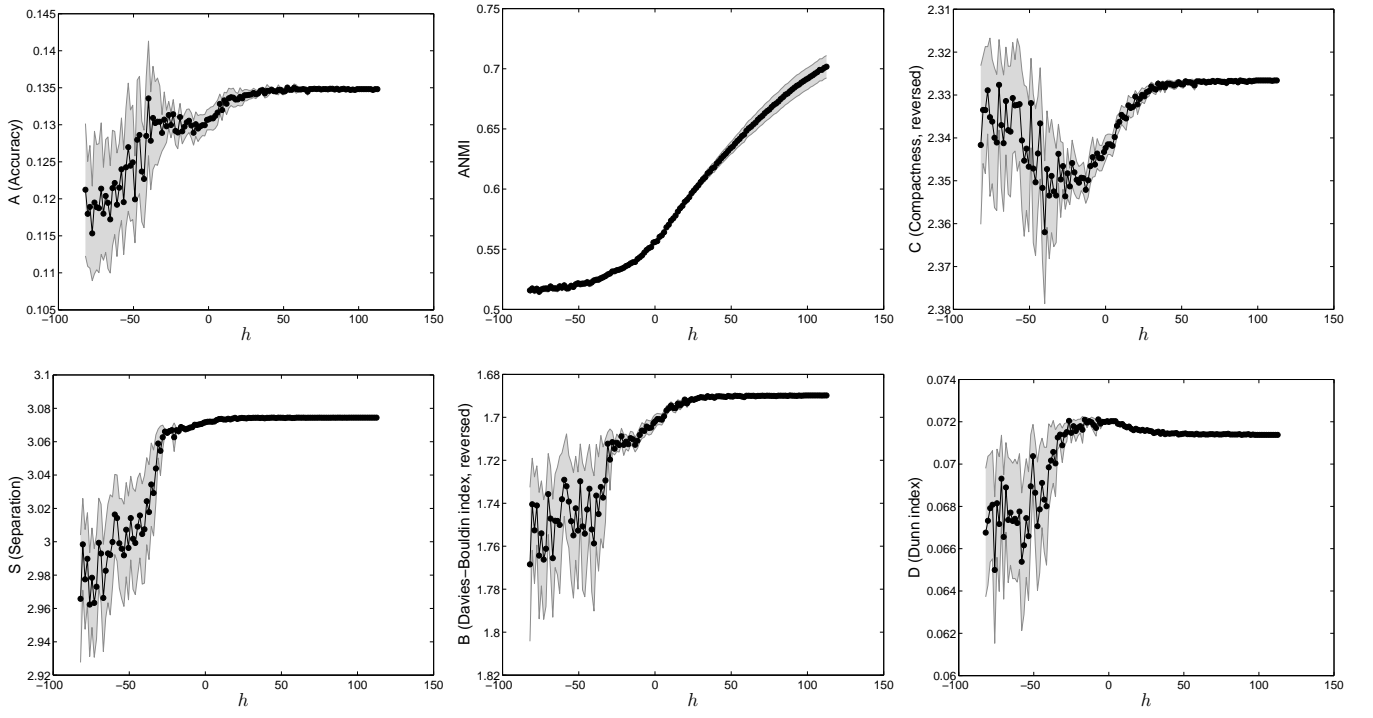 0.145
0.14
0.135
0.13
0.125
0.12
0.115
0.11
0.105
A (Accuracy)
−100 −50 0 50 100 150
h
0.75
0.7
0.65
0.6
0.55
0.5
ANMI
−100 −50 0 50 100 150
h
2.31
2.32
2.33
2.34
2.35
2.36
2.37
2.38
C (Compactness, reversed)
−100 −50 0 50 100 150
h
3.1
3.08
3.06
3.04
3.02
3
2.98
2.96
2.94
2.92
S (Separation)
−100 −50 0 50 100 150
h
1.68
1.7
1.72
1.74
1.76
1.78
1.8
1.82
B (Davies−Bouldin index, reversed)
−100 −50 0 50 100 150
h
0.074
0.072
0.07
0.068
0.066
0.064
0.062
0.06
D (Dunn index)
−100 −50 0 50 100 150
h